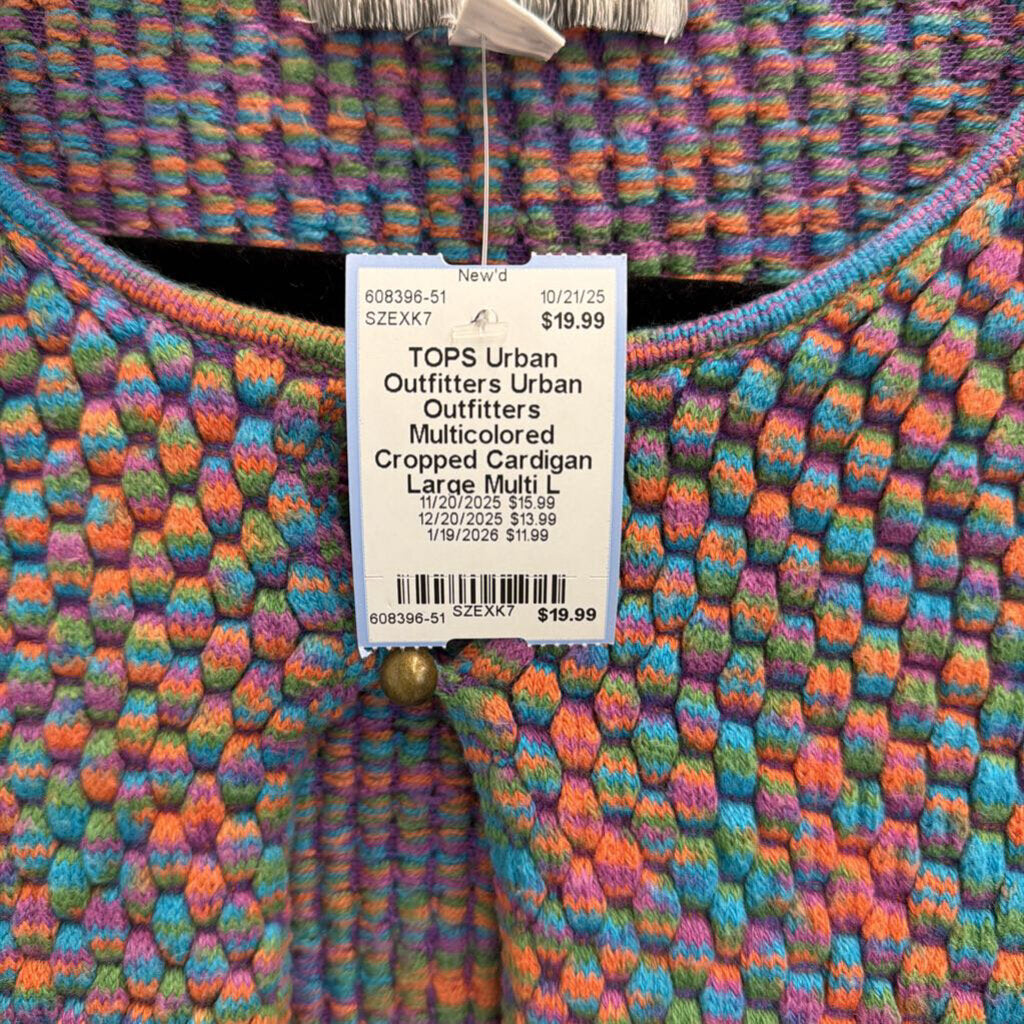 New'd
608396-51 10/21/25
SZEXK7 $19.99
TOPS Urban
Outfitters Urban
Outfitters
Multicolored
Cropped Cardigan
Large Multi L
11/20/2025 $15.99
12/20/2025 $13.99
1/19/2026 $11.99
608396-51 SZEXK7 $19.99